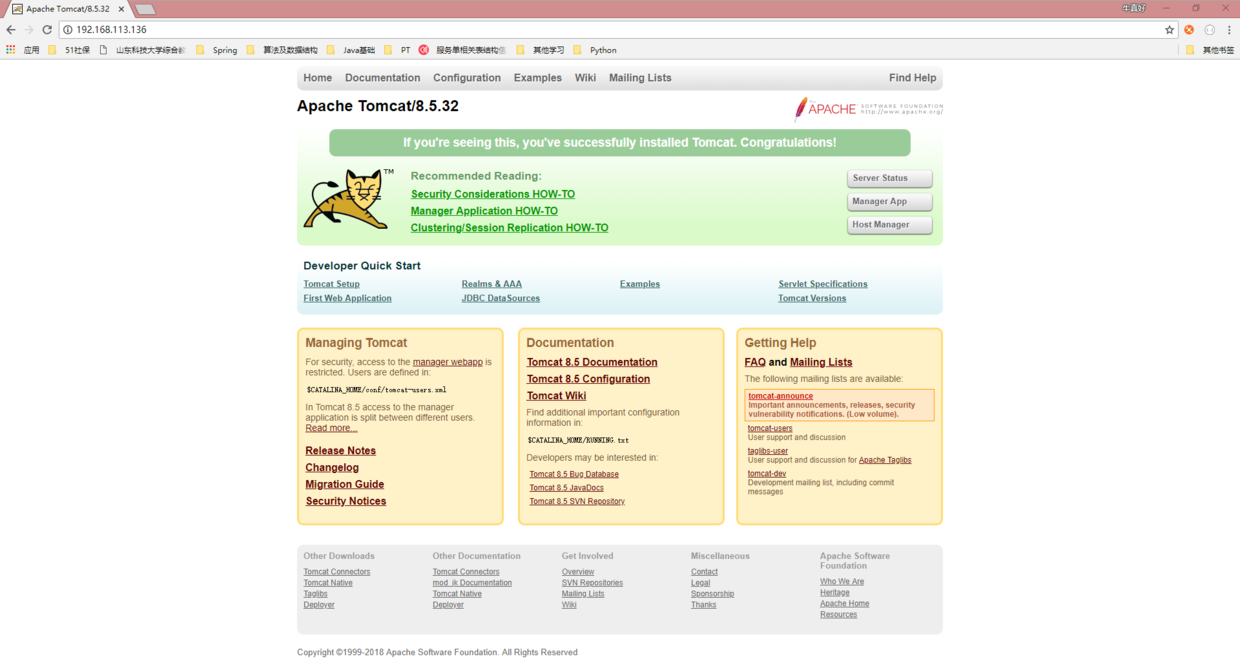 Apache Tomcat/8.5.32
牛真好
192.168.113.136
应用 51社保 山东科技大学综合 Spring 算法及数据结构 Java基础 PT 服务单相关表结构 其他学习 Python 其他书签
Home Documentation Configuration Examples Wiki Mailing Lists Find Help
Apache Tomcat/8.5.32
APACHE SOFTWARE FOUNDATION
http://www.apache.org/
If you're seeing this, you've successfully installed Tomcat. Congratulations!
TM
Recommended Reading:
Security Considerations HOW-TO
Manager Application HOW-TO
Clustering/Session Replication HOW-TO
Server Status
Manager App
Host Manager
Developer Quick Start
Tomcat Setup Realms & AAA Examples Servlet Specifications
First Web Application JDBC DataSources Tomcat Versions
Managing Tomcat
For security, access to the manager webapp is
restricted. Users are defined in:
$CATALINA_HOME/conf/tomcat-users.xml
In Tomcat 8.5 access to the manager
application is split between different users.
Read more...
Release Notes
Changelog
Migration Guide
Security Notices
Documentation
Tomcat 8.5 Documentation
Tomcat 8.5 Configuration
Tomcat Wiki
Find additional important configuration
information in:
$CATALINA_HOME/RUNNING.txt
Developers may be interested in:
Tomcat 8.5 Bug Database
Tomcat 8.5 JavaDocs
Tomcat 8.5 SVN Repository
Getting Help
FAQ and Mailing Lists
The following mailing lists are available:
tomcat-announce
Important announcements, releases, security
vulnerability notifications. (Low volume).
tomcat-users
User support and discussion
taglibs-user
User support and discussion for Apache Taglibs
tomcat-dev
Development mailing list, including commit
messages
Other Downloads
Tomcat Connectors
Tomcat Native
Taglibs
Deployer
Other Documentation
Tomcat Connectors
mod_jk Documentation
Tomcat Native
Deployer
Get Involved
Overview
SVN Repositories
Mailing Lists
Wiki
Miscellaneous
Contact
Legal
Sponsorship
Thanks
Apache Software
Foundation
Who We Are
Heritage
Apache Home
Resources
Copyright ©1999-2018 Apache Software Foundation. All Rights Reserved